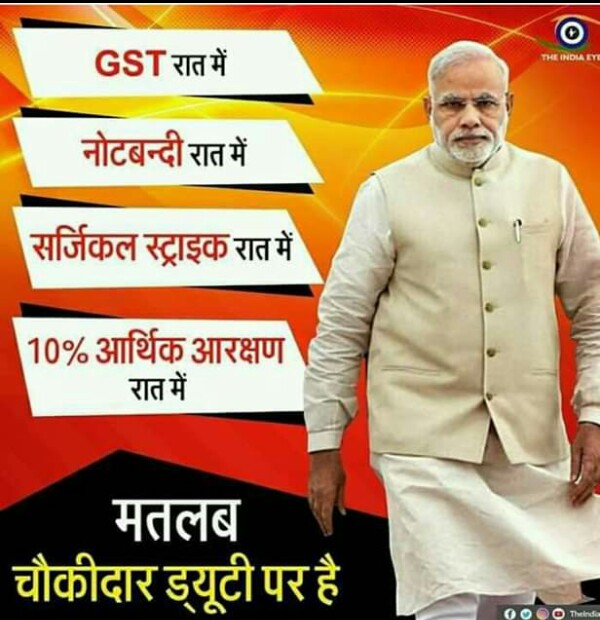 THE INDIA EYE
GST रात में
नोटबन्दी रात में
सर्जिकल स्ट्राइक रात में
10% आर्थिक आरक्षण
रात में
मतलब
चौकीदार ड्यूटी पर है